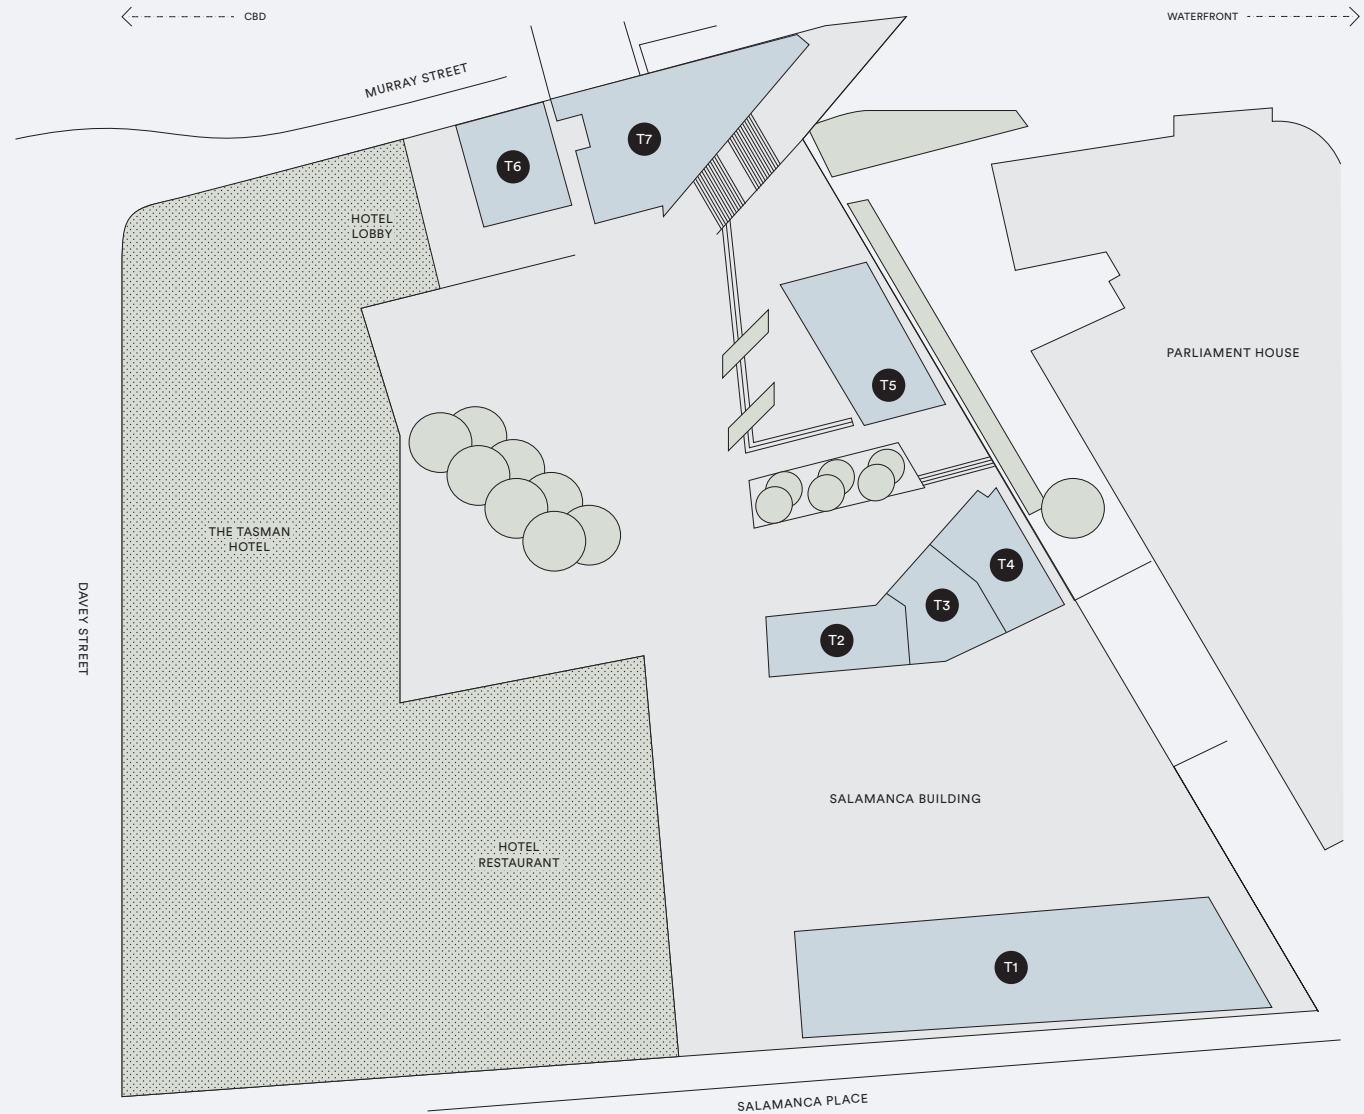 CBD
WATERFRONT
MURRAY STREET
T7
T6
HOTEL
LOBBY
PARLIAMENT HOUSE
T5
THE TASMAN
HOTEL
T4
T3
DAVEY STREET
T2
SALAMANCA BUILDING
HOTEL
RESTAURANT
T1
SALAMANCA PLACE